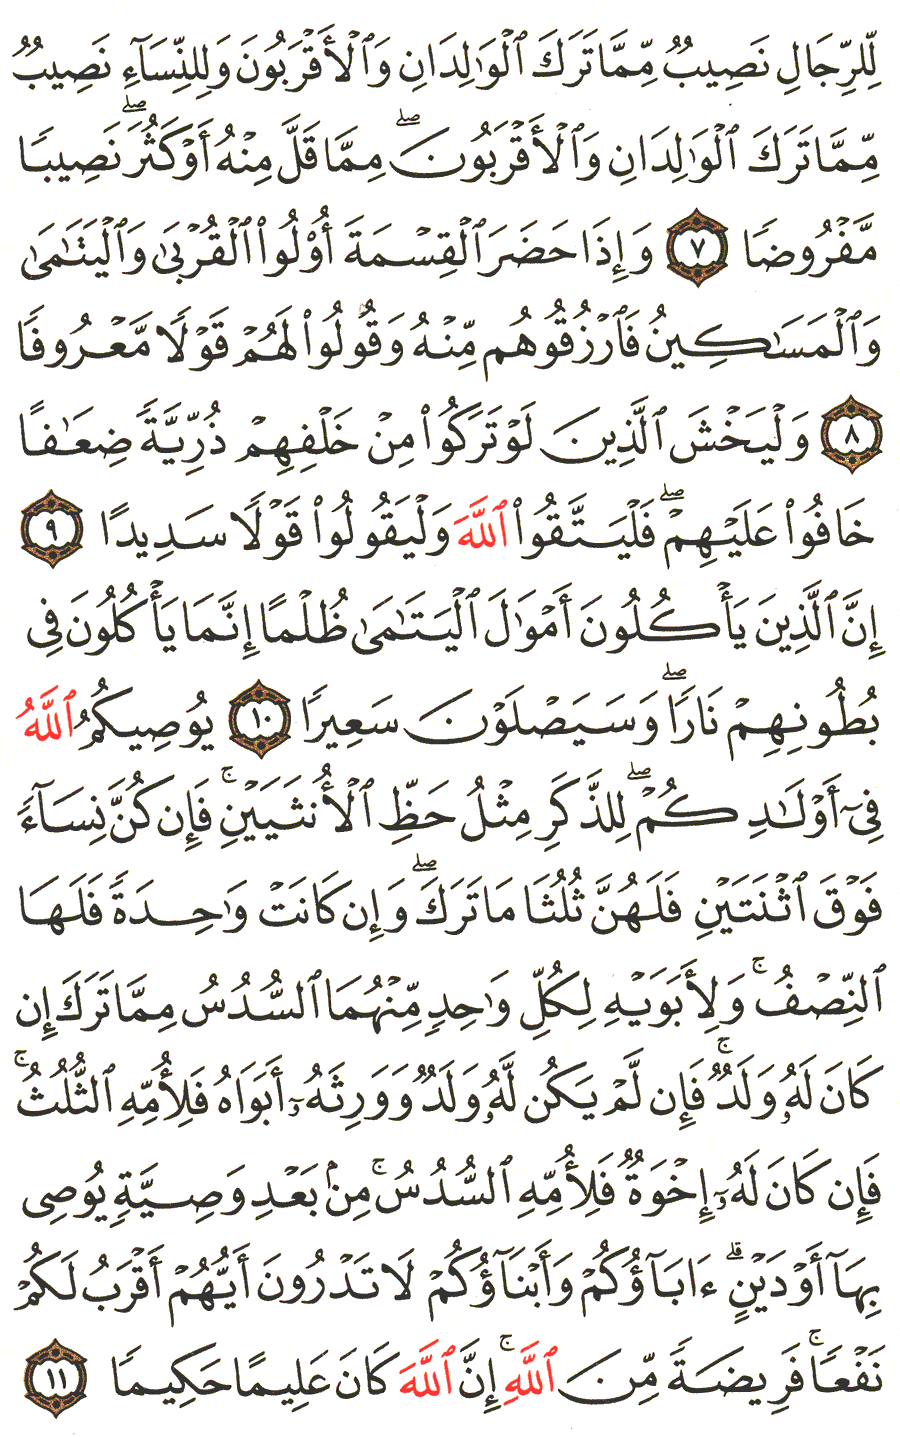 لِّلرِّجَالِ نَصِيبٌ مِّمَّا تَرَكَ ٱلْوَٰلِدَانِ وَٱلْأَقْرَبُونَ وَلِلنِّسَآءِ نَصِيبٌ
مِّمَّا تَرَكَ ٱلْوَٰلِدَانِ وَٱلْأَقْرَبُونَ ۖ مِمَّا قَلَّ مِنْهُ أَوْ كَثُرَ ۖ نَصِيبًا
مَّفْرُوضًا ٧ وَإِذَا حَضَرَ ٱلْقِسْمَةَ أُو۟لُوا۟ ٱلْقُرْبَىٰ وَٱلْيَتَٰمَىٰ
وَٱلْمَسَٰكِينُ فَٱرْزُقُوهُم مِّنْهُ وَقُولُوا۟ لَهُمْ قَوْلًا مَّعْرُوفًا
٨ وَلْيَخْشَ ٱلَّذِينَ لَوْ تَرَكُوا۟ مِنْ خَلْفِهِمْ ذُرِّيَّةً ضِعَٰفًا
خَافُوا۟ عَلَيْهِمْ ۖ فَلْيَتَّقُوا۟ ٱللَّهَ وَلْيَقُولُوا۟ قَوْلًا سَدِيدًا ٩
إِنَّ ٱلَّذِينَ يَأْكُلُونَ أَمْوَٰلَ ٱلْيَتَٰمَىٰ ظُلْمًا إِنَّمَا يَأْكُلُونَ فِى
بُطُونِهِمْ نَارًا ۖ وَسَيَصْلَوْنَ سَعِيرًا ١٠ يُوصِيكُمُ ٱللَّهُ
فِىٓ أَوْلَٰدِكُمْ ۖ لِلذَّكَرِ مِثْلُ حَظِّ ٱلْأُنثَيَيْنِ ۚ فَإِن كُنَّ نِسَآءً
فَوْقَ ٱثْنَتَيْنِ فَلَهُنَّ ثُلُثَا مَا تَرَكَ ۖ وَإِن كَانَتْ وَٰحِدَةً فَلَهَا
ٱلنِّصْفُ ۚ وَلِأَبَوَيْهِ لِكُلِّ وَٰحِدٍ مِّنْهُمَا ٱلسُّدُسُ مِمَّا تَرَكَ إِن
كَانَ لَهُۥ وَلَدٌ ۚ فَإِن لَّمْ يَكُن لَّهُۥ وَلَدٌ وَوَرِثَهُۥٓ أَبَوَاهُ فَلِأُمِّهِ ٱلثُّلُثُ ۚ
فَإِن كَانَ لَهُۥٓ إِخْوَةٌ فَلِأُمِّهِ ٱلسُّدُسُ ۚ مِنۢ بَعْدِ وَصِيَّةٍ يُوصِى
بِهَآ أَوْ دَيْنٍ ۗ ءَابَآؤُكُمْ وَأَبْنَآؤُكُمْ لَا تَدْرُونَ أَيُّهُمْ أَقْرَبُ لَكُمْ
نَفْعًا ۚ فَرِيضَةً مِّنَ ٱللَّهِ ۗ إِنَّ ٱللَّهَ كَانَ عَلِيمًا حَكِيمًا ١١